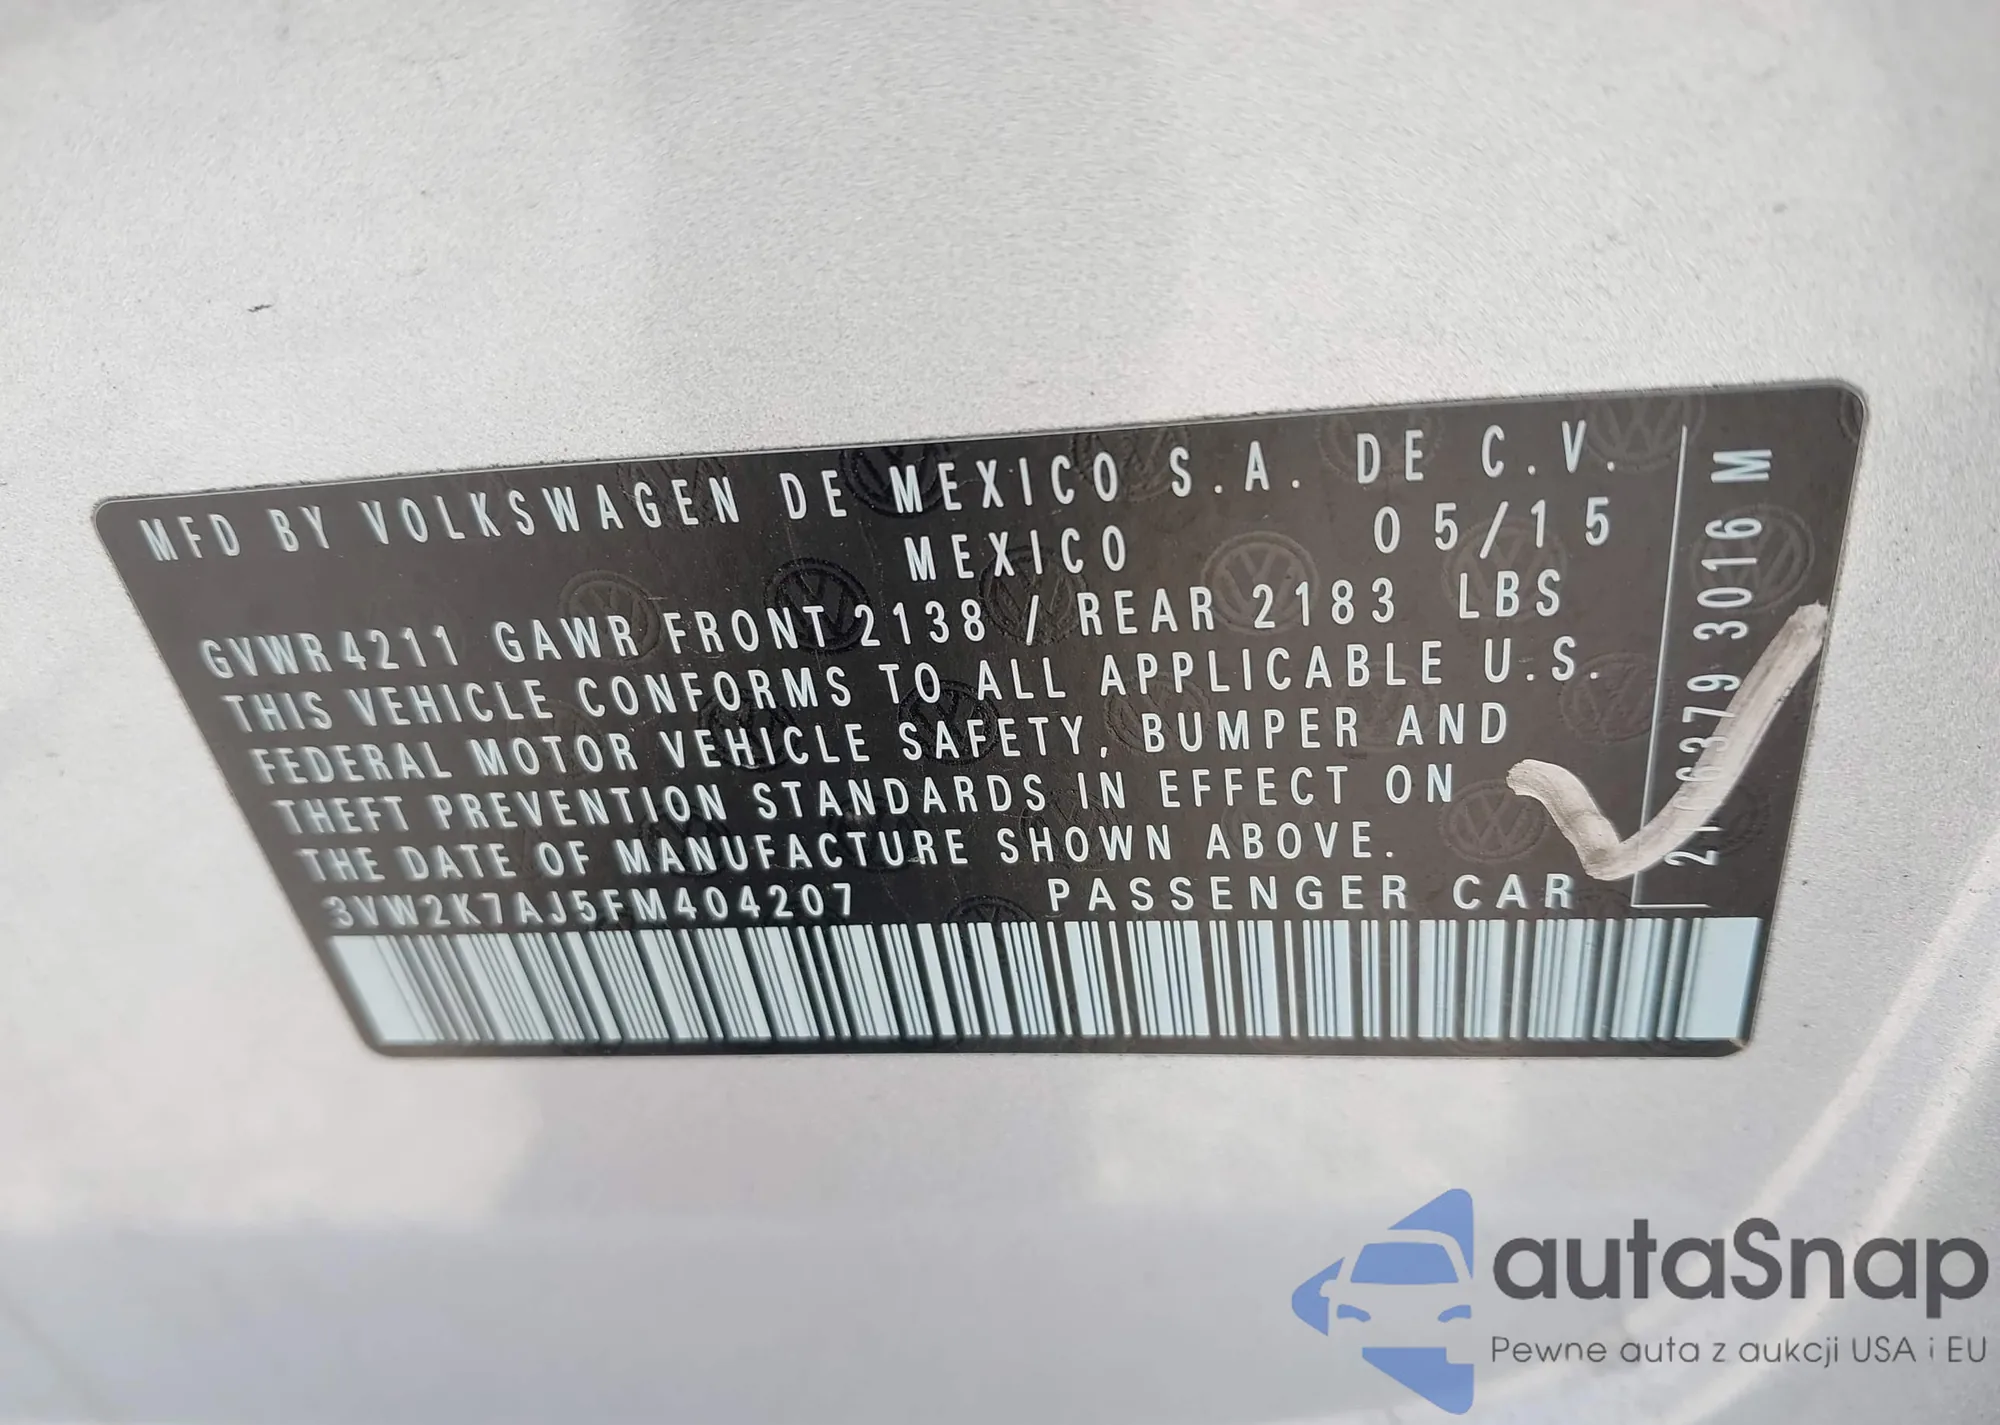 MFD BY VOLKSWAGEN DE MEXICO S.A. DE C.V.
MEXICO 05/15
GVWR 4211 GAWR FRONT 2138 / REAR 2183 LBS
THIS VEHICLE CONFORMS TO ALL APPLICABLE U.S.
FEDERAL MOTOR VEHICLE SAFETY, BUMPER AND
THEFT PREVENTION STANDARDS IN EFFECT ON
THE DATE OF MANUFACTURE SHOWN ABOVE.
3VW2K7AJ5FM404207 PASSENGER CAR
3016 M
autaSnap
Pewne auta z aukcji USA i EU